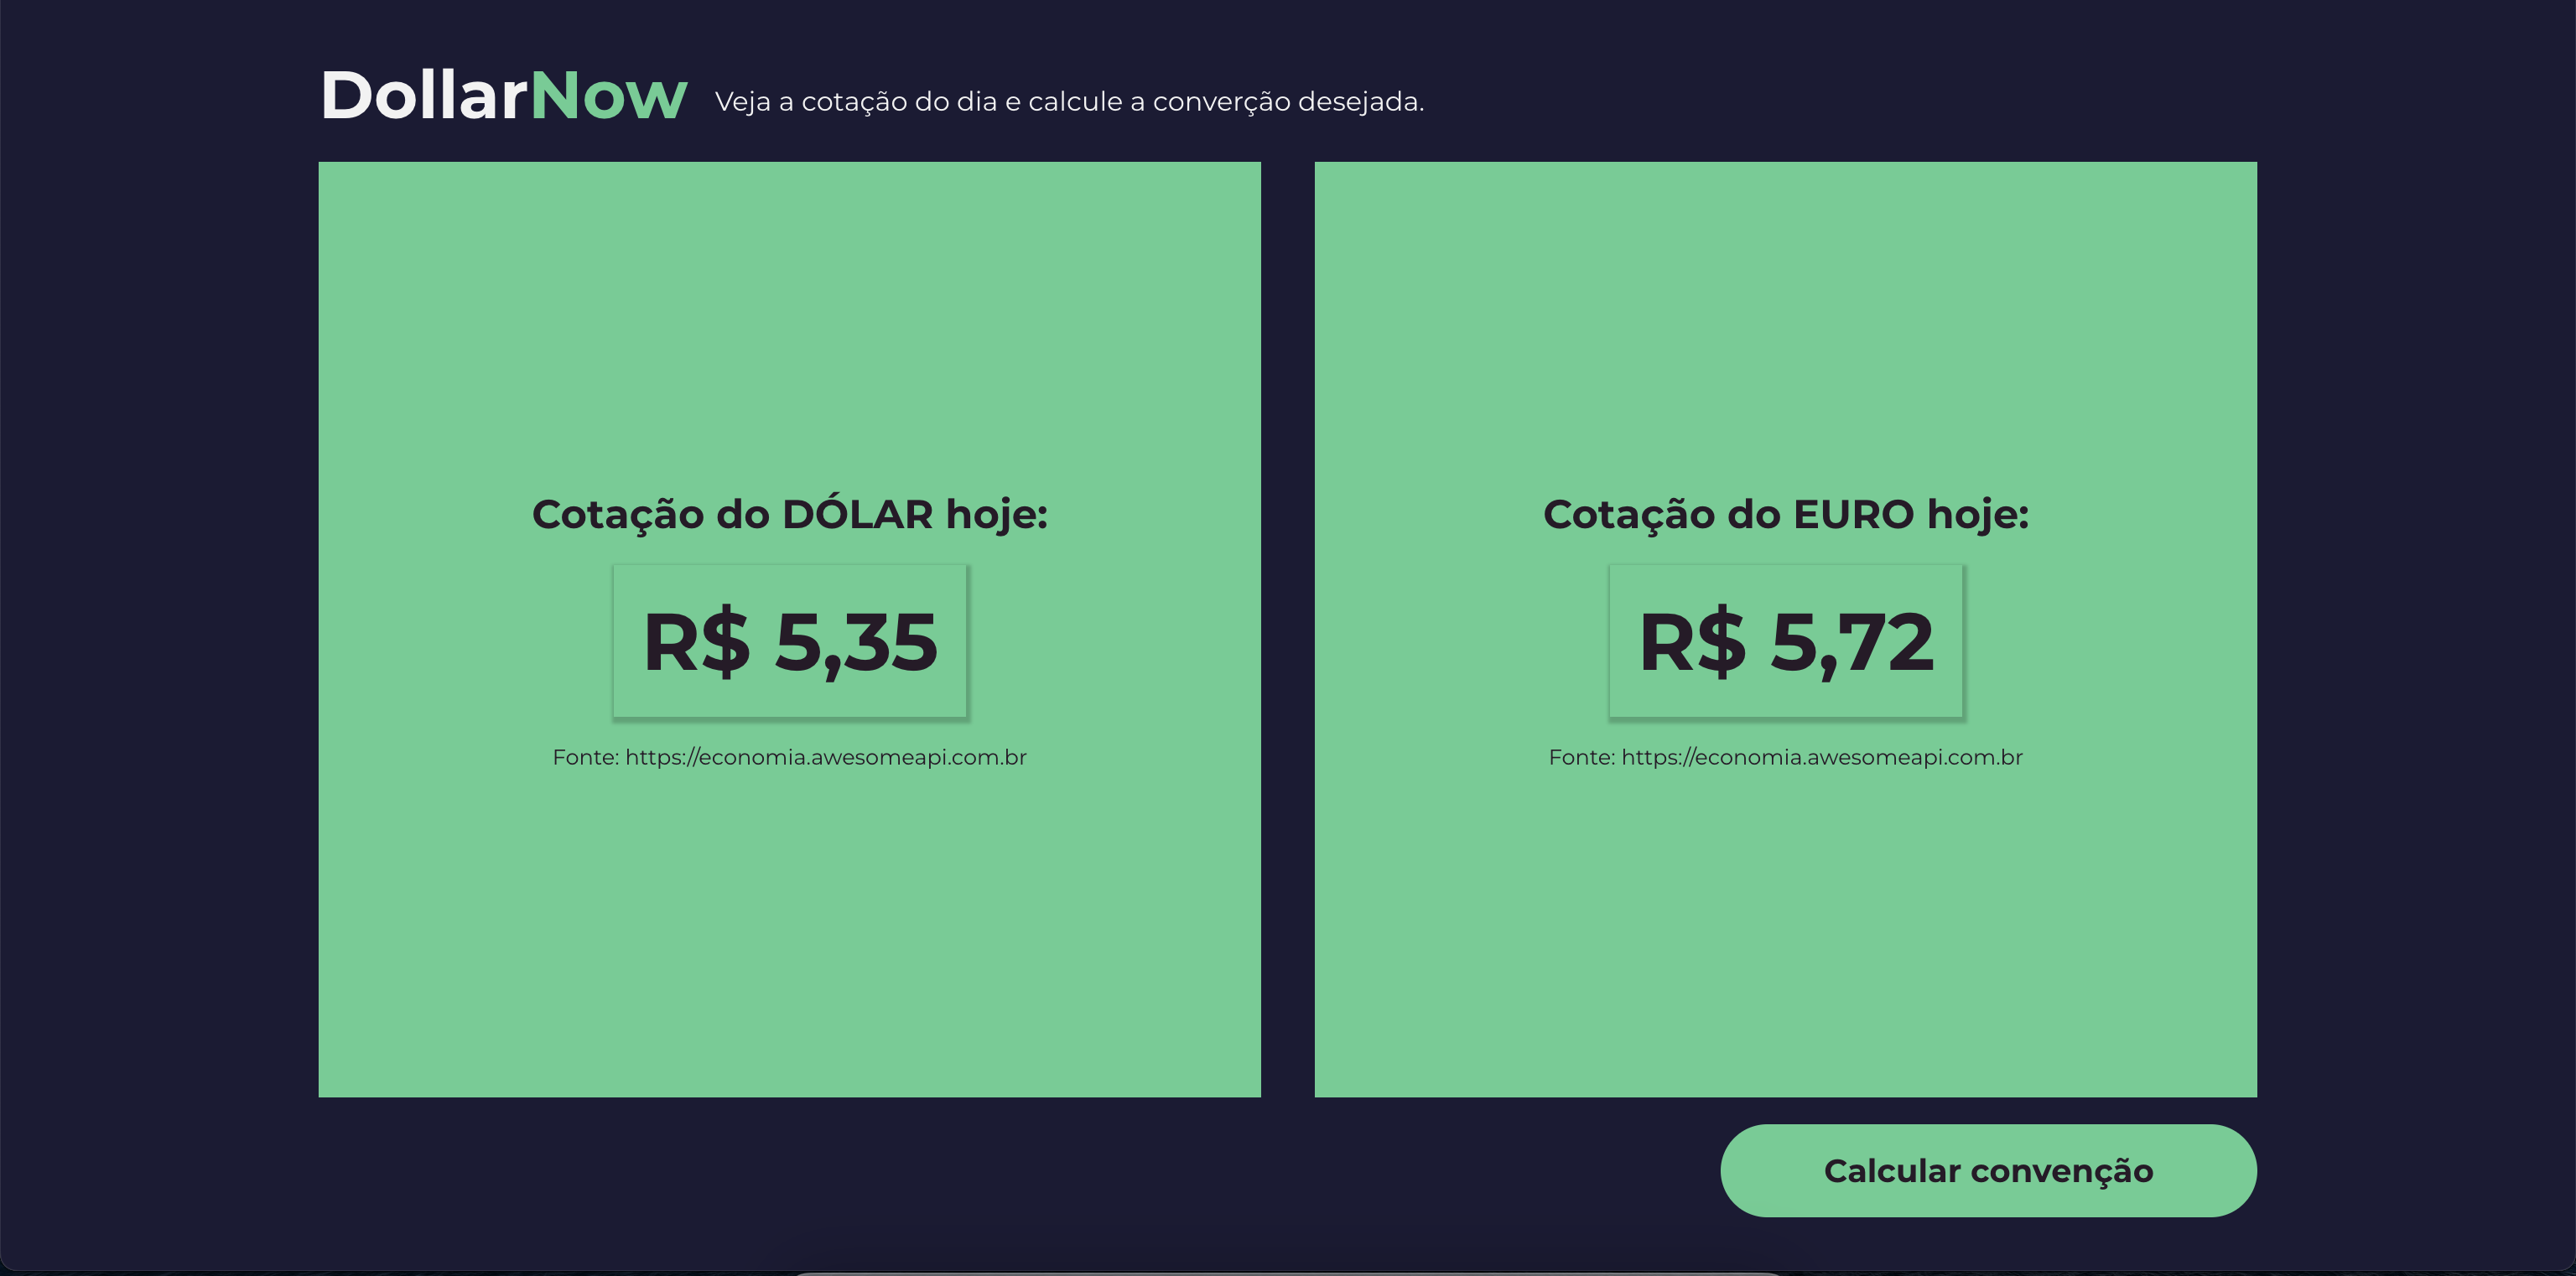 DollarNow Veja a cotação do dia e calcule a converção desejada.
Cotação do DÓLAR hoje:
R$ 5,35
Fonte: https://economia.awesomeapi.com.br
Cotação do EURO hoje:
R$ 5,72
Fonte: https://economia.awesomeapi.com.br
Calcular convenção